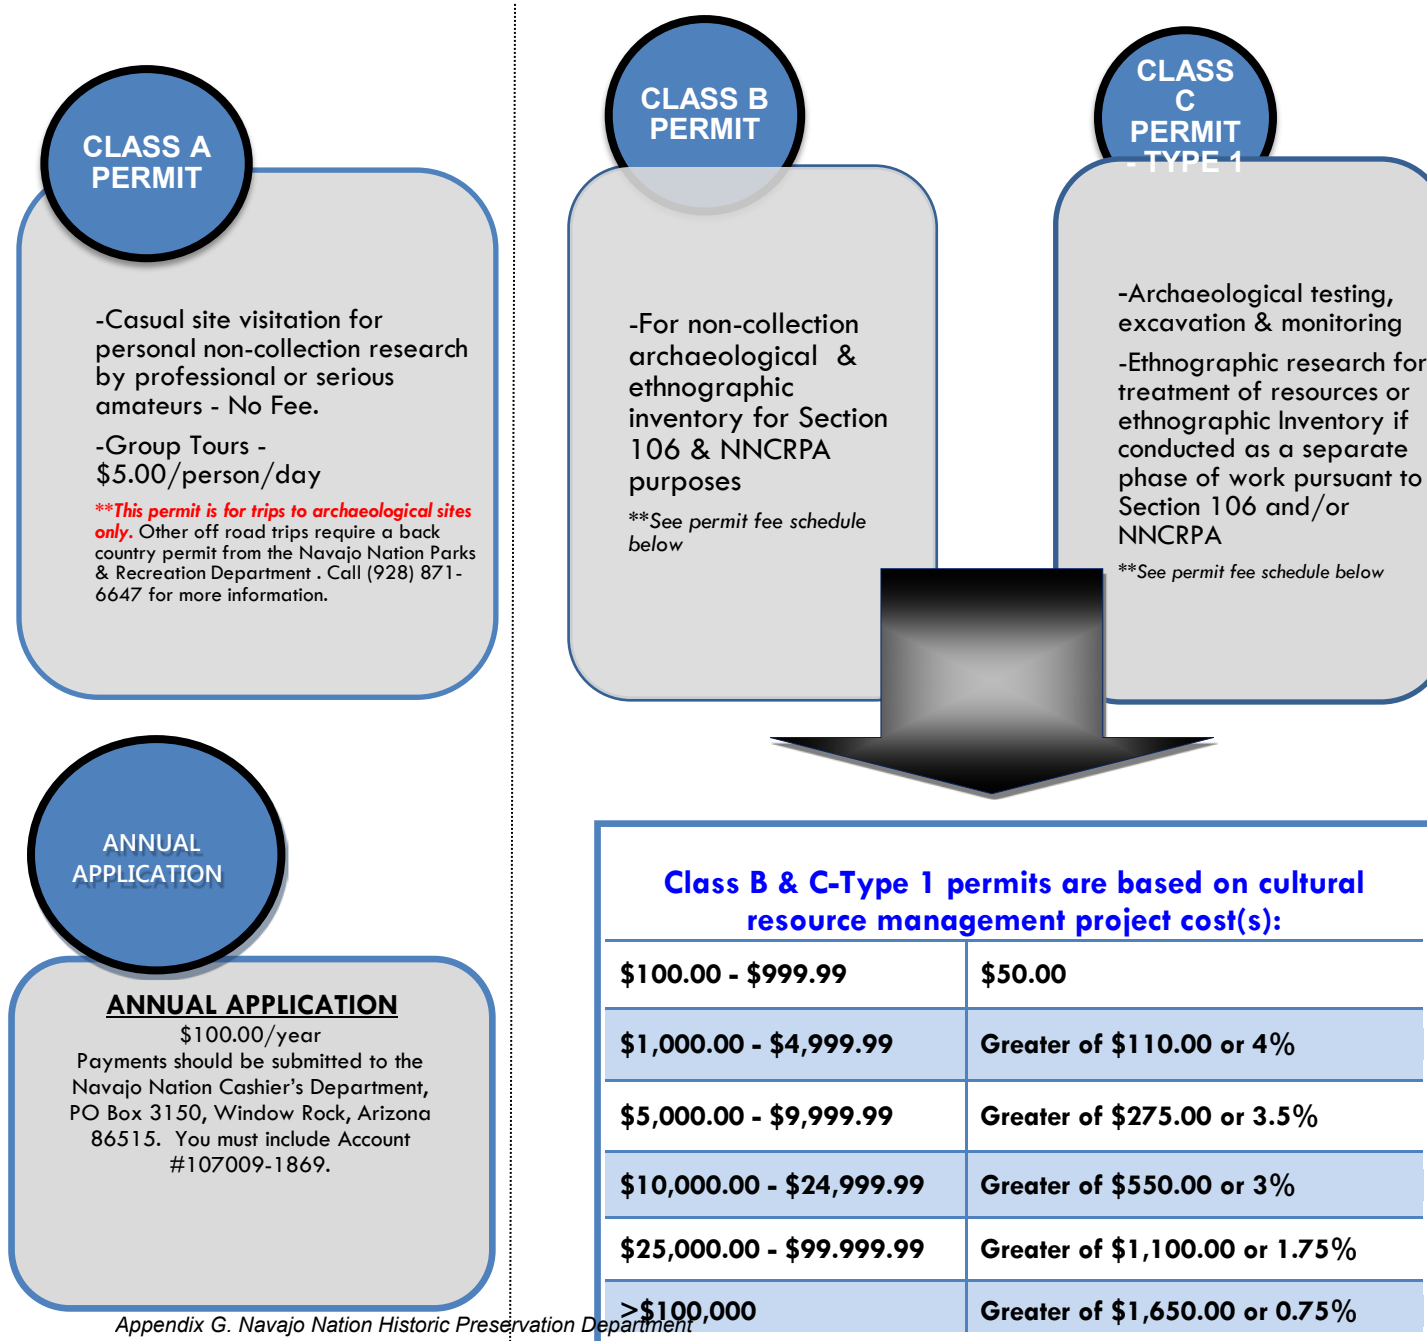 CLASS A
PERMIT
-Casual site visitation for
personal non-collection research
by professional or serious
amateurs - No Fee.
-Group Tours -
$5.00/person/day
**This permit is for trips to archaeological sites
only. Other off road trips require a back
country permit from the Navajo Nation Parks
& Recreation Department . Call (928) 871-
6647 for more information.
CLASS B
PERMIT
-For non-collection
archaeological &
ethnographic
inventory for Section
106 & NNCRPA
purposes
**See permit fee schedule
below
CLASS
C
PERMIT
- TYPE 1
-Archaeological testing,
excavation & monitoring
-Ethnographic research for
treatment of resources or
ethnographic Inventory if
conducted as a separate
phase of work pursuant to
Section 106 and/or
NNCRPA
**See permit fee schedule below
ANNUAL
APPLICATION
ANNUAL APPLICATION
$100.00/year
Payments should be submitted to the
Navajo Nation Cashier's Department,
PO Box 3150, Window Rock, Arizona
86515. You must include Account
#107009-1869.
Class B & C-Type 1 permits are based on cultural
resource management project cost(s):
$100.00 - $999.99 $50.00
$1,000.00 - $4,999.99 Greater of $110.00 or 4%
$5,000.00 - $9,999.99 Greater of $275.00 or 3.5%
$10,000.00 - $24,999.99 Greater of $550.00 or 3%
$25,000.00 - $99.999.99 Greater of $1,100.00 or 1.75%
>$100,000 Greater of $1,650.00 or 0.75%
Appendix G. Navajo Nation Historic Preservation Department